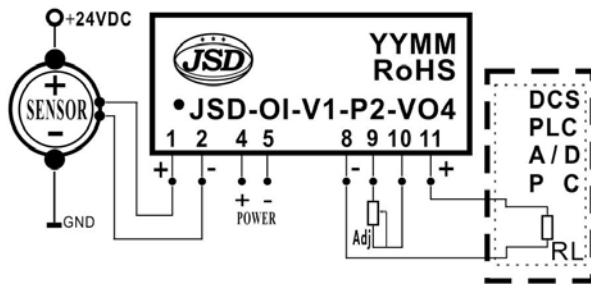 +24VDC
+
SENSOR
-
GND
JSD
YYMM
RoHS
JSD-OI-V1-P2-VO4
1 2 4 5 8 9 10 11
+ - - +
+ -
POWER
Adj
DCS
PLC
A/D
P C
RL